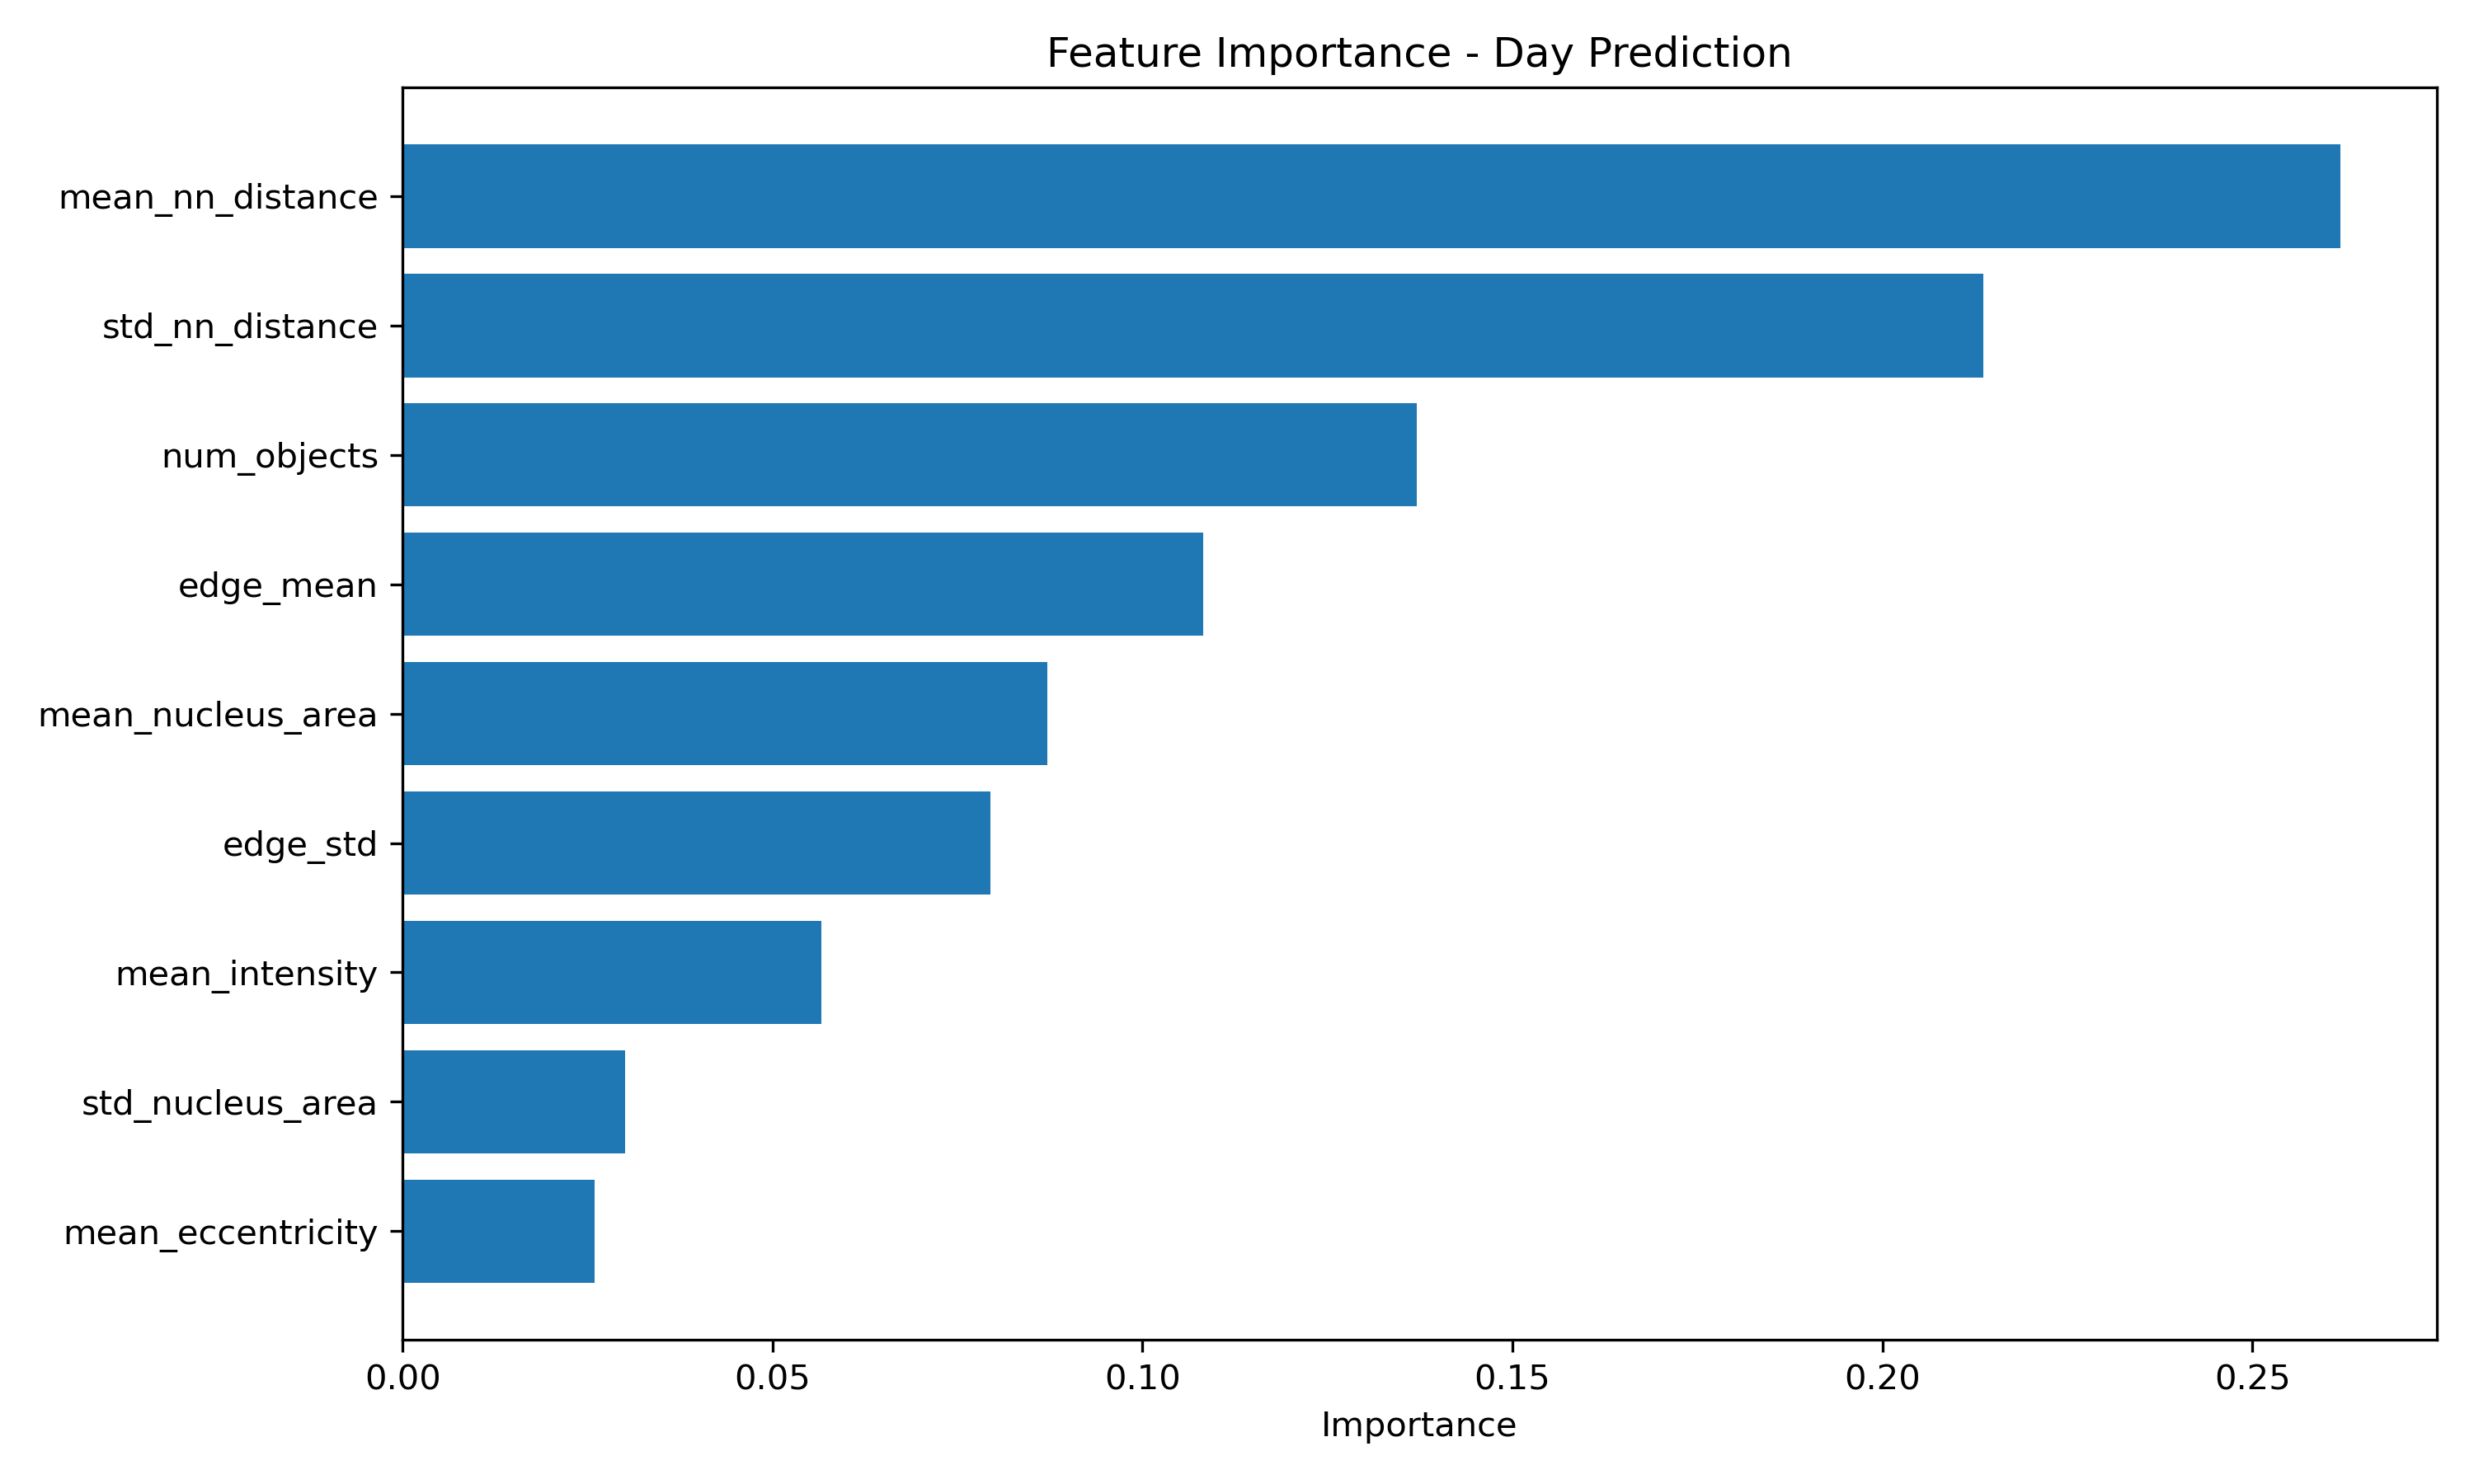 Feature Importance - Day Prediction
mean_nn_distance
std_nn_distance
num_objects
edge_mean
mean_nucleus_area
edge_std
mean_intensity
std_nucleus_area
mean_eccentricity
0.00 0.05 0.10 0.15 0.20 0.25
Importance